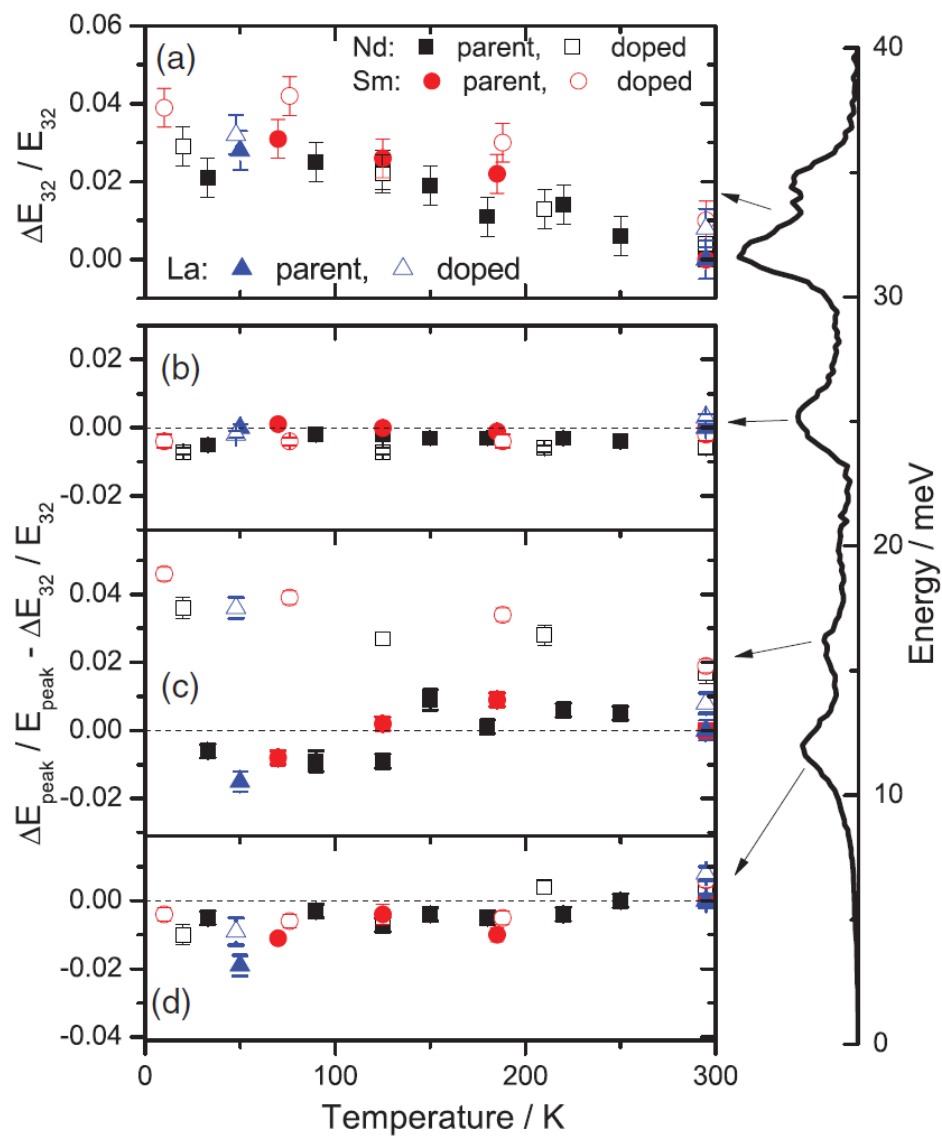 0.06
(a)
Nd: parent, doped
Sm: parent, doped
0.04
0.02
0.00
ΔE32 / E32
La: parent, doped
(b)
0.02
0.00
-0.02
(c)
0.04
0.02
0.00
-0.02
ΔEpeak / Epeak - ΔE32 / E32
0.00
-0.02
(d)
-0.04
0 100 200 300
Temperature / K
40
30
20
10
0
Energy / meV